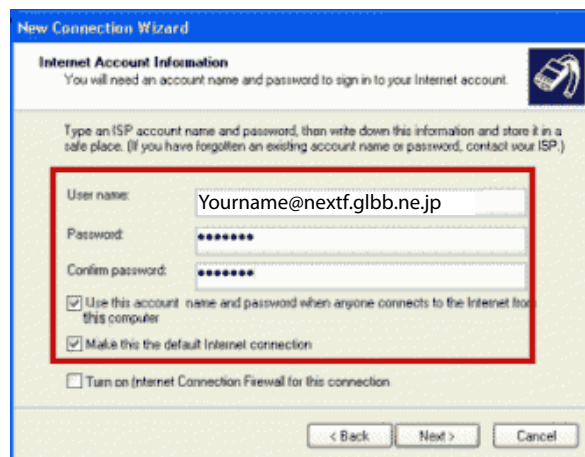 New Connection Wizard
Internet Account Information
You will need an account name and password to sign in to your Internet account.
Type an ISP account name and password, then write down this information and store it in a
safe place. (If you have forgotten an existing account name or password, contact your ISP.)
User name:
Yourname@nextf.glbb.ne.jp
Password:
•••••••
Confirm password:
•••••••
Use this account name and password when anyone connects to the Internet from
this computer
Make this the default Internet connection
Turn on Internet Connection Firewall for this connection
< Back
Next >
Cancel